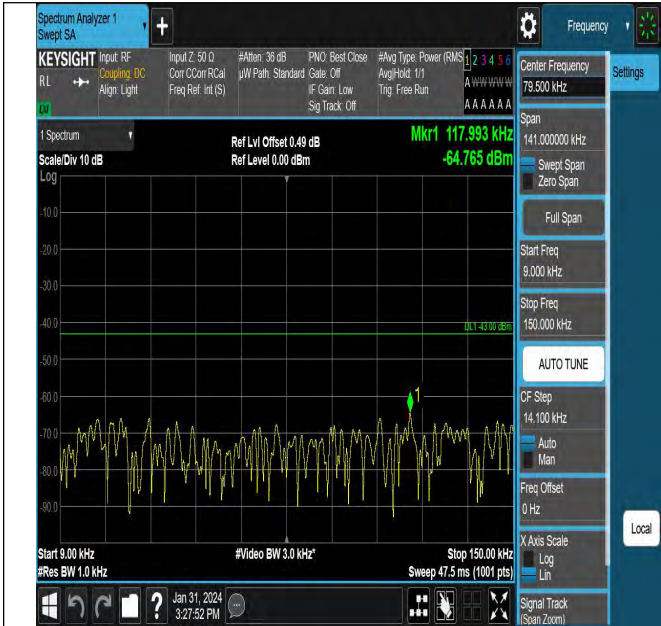 Spectrum Analyzer 1
Swept SA
Frequency
KEYSIGHT
RL
Input: RF
Coupling: DC
Align: Light
Input Z: 50 Ω
Corr CCorr RCal
Freq Ref: Int (S)
#Atten: 36 dB
µW Path: Standard
PNO: Best Close
Gate: Off
IF Gain: Low
Sig Track: Off
#Avg Type: Power (RMS
Avg|Hold: 1/1
Trig: Free Run
1 2 3 4 5 6
A W W W W W
A A A A A A
1 Spectrum
Scale/Div 10 dB
Ref Lvl Offset 0.49 dB
Ref Level 0.00 dBm
Mkr1 117.993 kHz
-64.765 dBm
Log
-10.0
-20.0
-30.0
-40.0
-50.0
-60.0
-70.0
-80.0
-90.0
DL1 -43.00 dBm
1
Start 9.00 kHz
#Res BW 1.0 kHz
#Video BW 3.0 kHz*
Stop 150.00 kHz
Sweep 47.5 ms (1001 pts)
Jan 31, 2024
3:27:52 PM
Center Frequency
79.500 kHz
Span
141.000000 kHz
Swept Span
Zero Span
Full Span
Start Freq
9.000 kHz
Stop Freq
150.000 kHz
AUTO TUNE
CF Step
14.100 kHz
Auto
Man
Freq Offset
0 Hz
X Axis Scale
Log
Lin
Signal Track
(Span Zoom)
Settings
Local